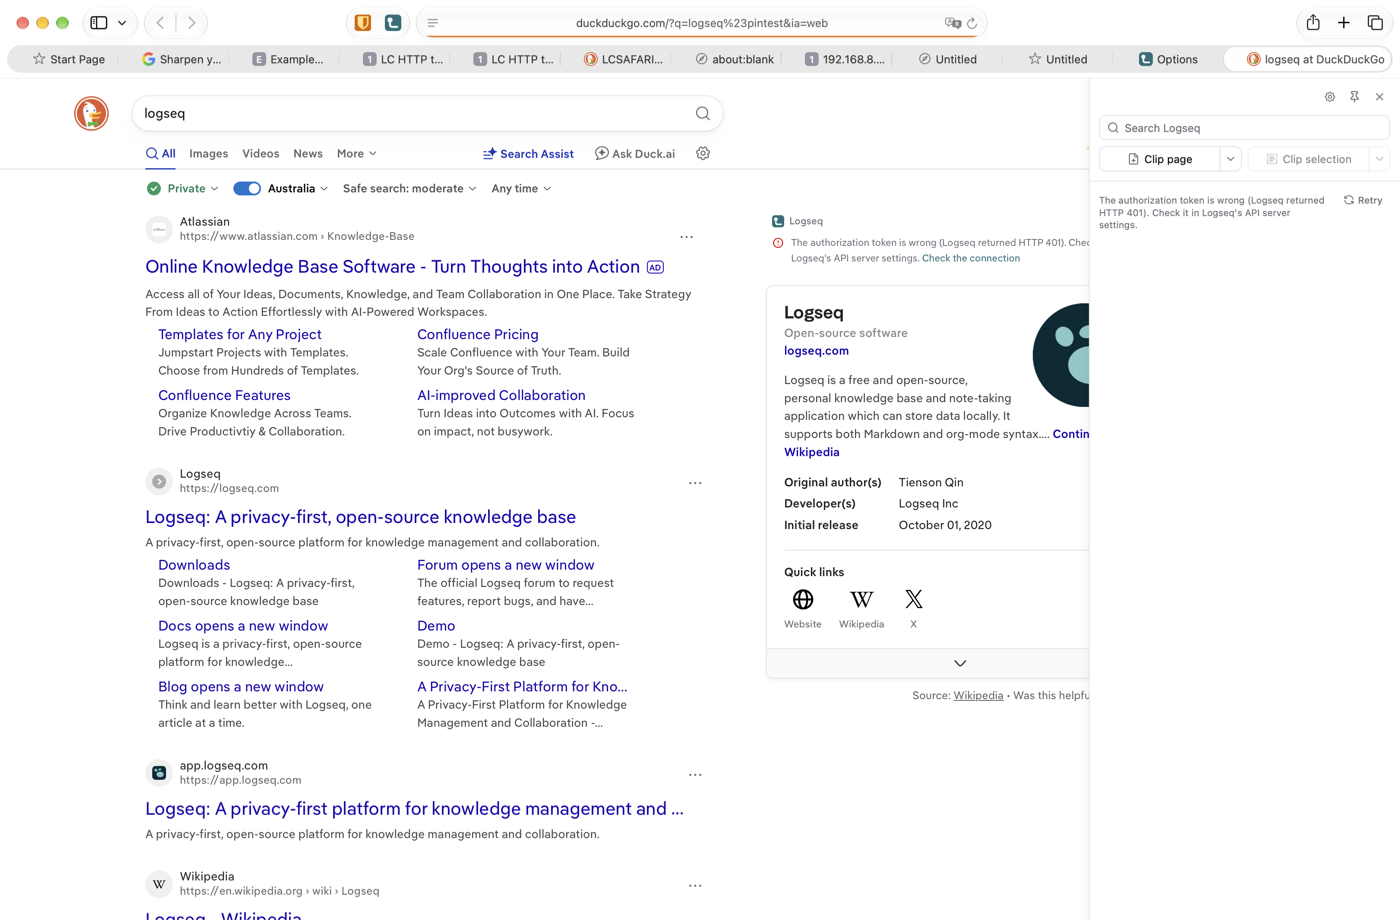 duckduckgo.com/?q=logseq%23pintest&ia=web
Start Page
Sharpen y...
Example...
LC HTTP t...
LC HTTP t...
LCSAFARI...
about:blank
192.168.8....
Untitled
Untitled
Options
logseq at DuckDuckGo
logseq
All
Images
Videos
News
More
Search Assist
Ask Duck.ai
Private
Australia
Safe search: moderate
Any time
Atlassian
https://www.atlassian.com › Knowledge-Base
Online Knowledge Base Software - Turn Thoughts into Action AD
Access all of Your Ideas, Documents, Knowledge, and Team Collaboration in One Place. Take Strategy
From Ideas to Action Effortlessly with AI-Powered Workspaces.
Templates for Any Project
Jumpstart Projects with Templates.
Choose from Hundreds of Templates.
Confluence Pricing
Scale Confluence with Your Team. Build
Your Org's Source of Truth.
Confluence Features
Organize Knowledge Across Teams.
Drive Productivtiy & Collaboration.
AI-improved Collaboration
Turn Ideas into Outcomes with AI. Focus
on impact, not busywork.
Logseq
https://logseq.com
Logseq: A privacy-first, open-source knowledge base
A privacy-first, open-source platform for knowledge management and collaboration.
Downloads
Downloads - Logseq: A privacy-first,
open-source knowledge base
Forum opens a new window
The official Logseq forum to request
features, report bugs, and have...
Docs opens a new window
Logseq is a privacy-first, open-source
platform for knowledge...
Demo
Demo - Logseq: A privacy-first, open-
source knowledge base
Blog opens a new window
Think and learn better with Logseq, one
article at a time.
A Privacy-First Platform for Kno...
A Privacy-First Platform for Knowledge
Management and Collaboration -...
app.logseq.com
https://app.logseq.com
Logseq: A privacy-first platform for knowledge management and ...
A privacy-first, open-source platform for knowledge management and collaboration.
W
Wikipedia
https://en.wikipedia.org › wiki › Logseq
Logseq - Wikipedia
Logseq
The authorization token is wrong (Logseq returned HTTP 401). Chec
Logseq's API server settings. Check the connection
Logseq
Open-source software
logseq.com
Logseq is a free and open-source,
personal knowledge base and note-taking
application which can store data locally. It
supports both Markdown and org-mode syntax.... Contin
Wikipedia
Original author(s) Tienson Qin
Developer(s) Logseq Inc
Initial release October 01, 2020
Quick links
Website
Wikipedia
X
Source: Wikipedia • Was this helpfu
Search Logseq
Clip page
Clip selection
The authorization token is wrong (Logseq returned
HTTP 401). Check it in Logseq's API server
settings.
Retry